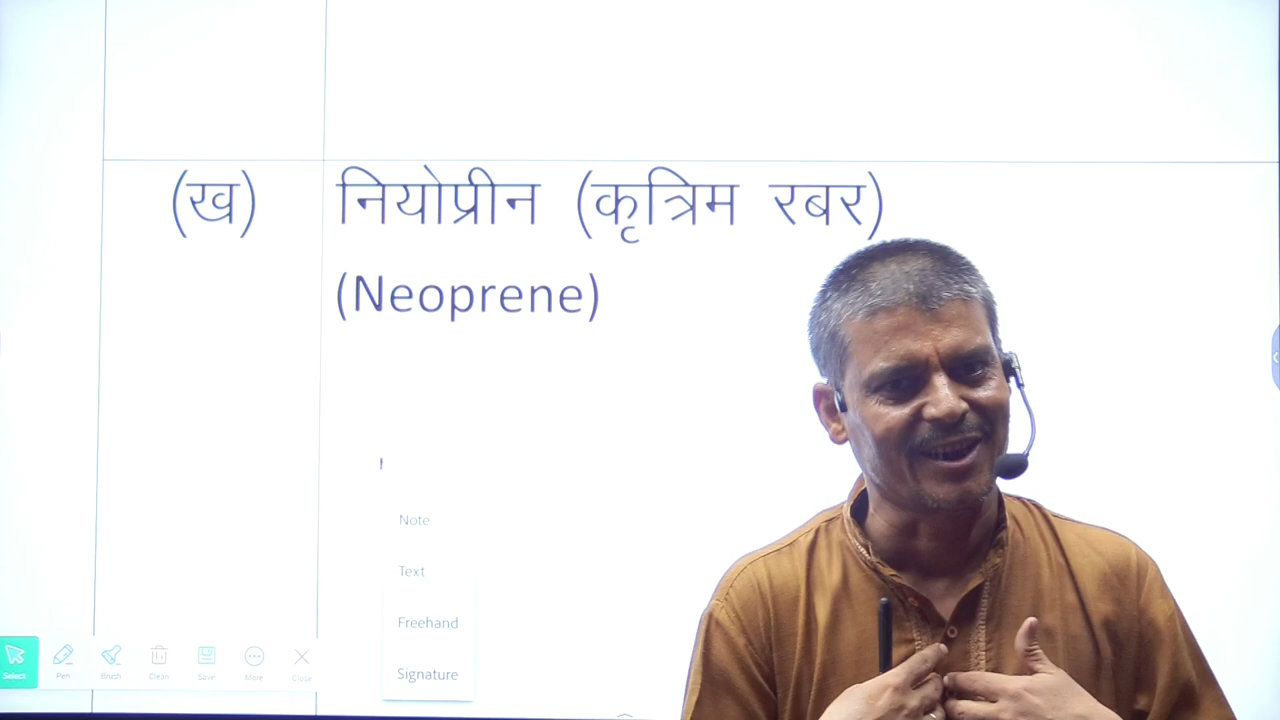 (ख) नियोप्रीन (कृत्रिम रबर)
(Neoprene)
Note
Text
Freehand
Signature
Select Pen Brush Clean Save More Close